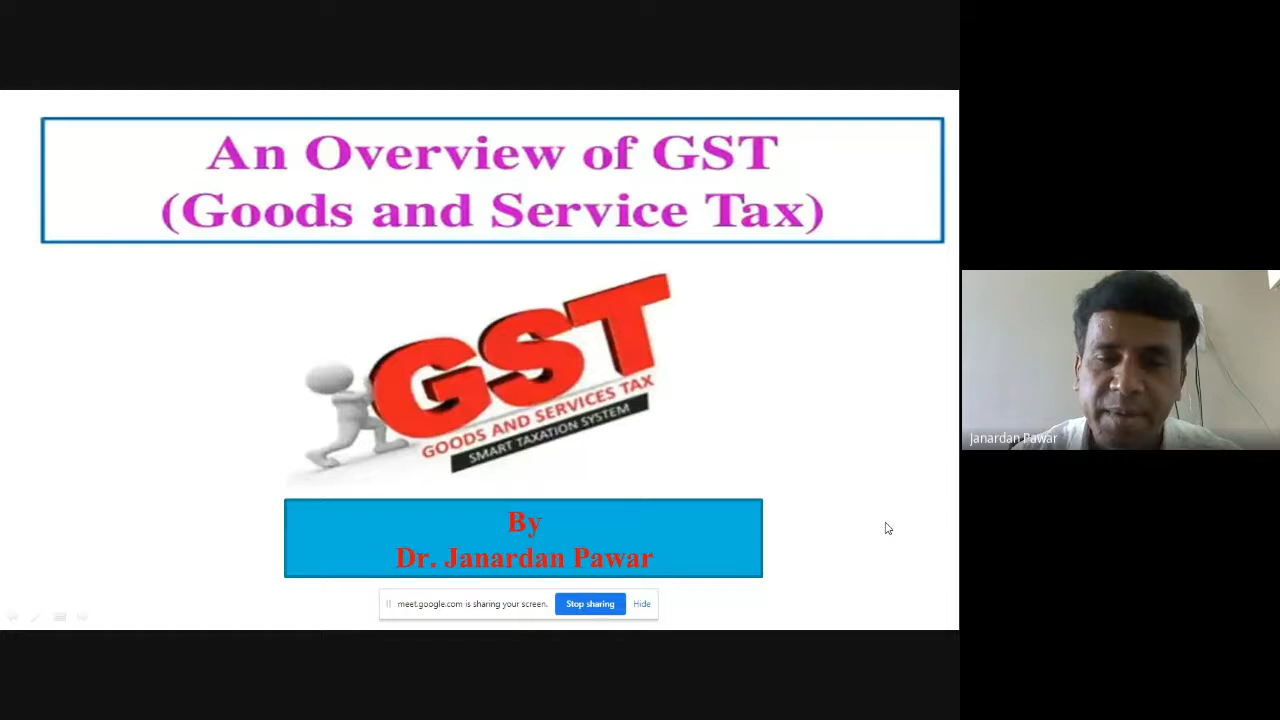 An Overview of GST
(Goods and Service Tax)
GST
GOODS AND SERVICES TAX
SMART TAXATION SYSTEM
By
Dr. Janardan Pawar
meet.google.com is sharing your screen.
Stop sharing
Hide
Janardan Pawar